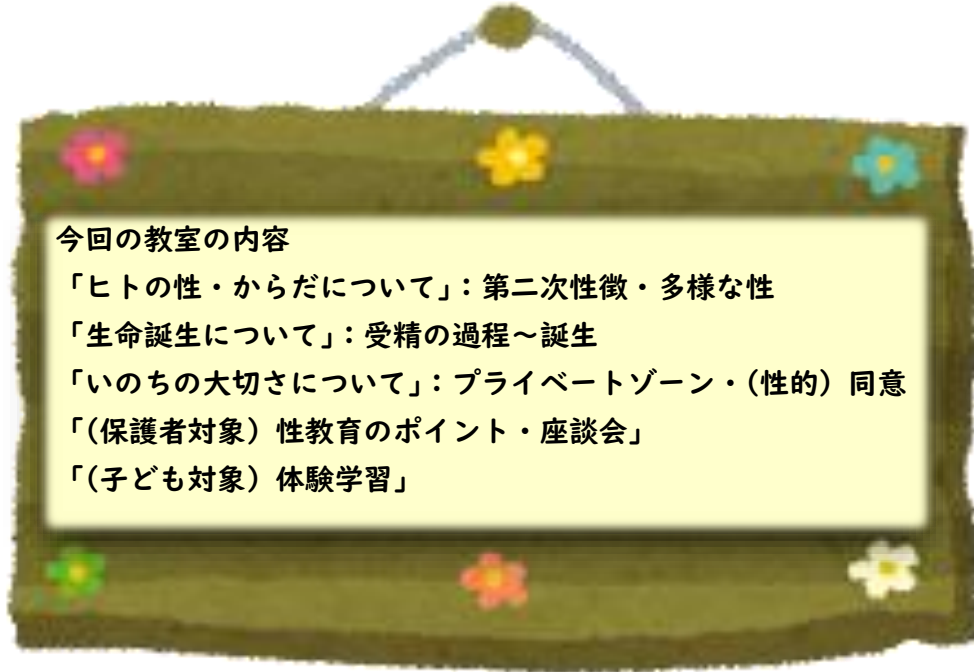 今回の教室の内容
「ヒトの性・からだについて」：第二次性徴・多様な性
「生命誕生について」：受精の過程～誕生
「いのちの大切さについて」：プライベートゾーン・（性的）同意
「（保護者対象）性教育のポイント・座談会」
「（子ども対象）体験学習」